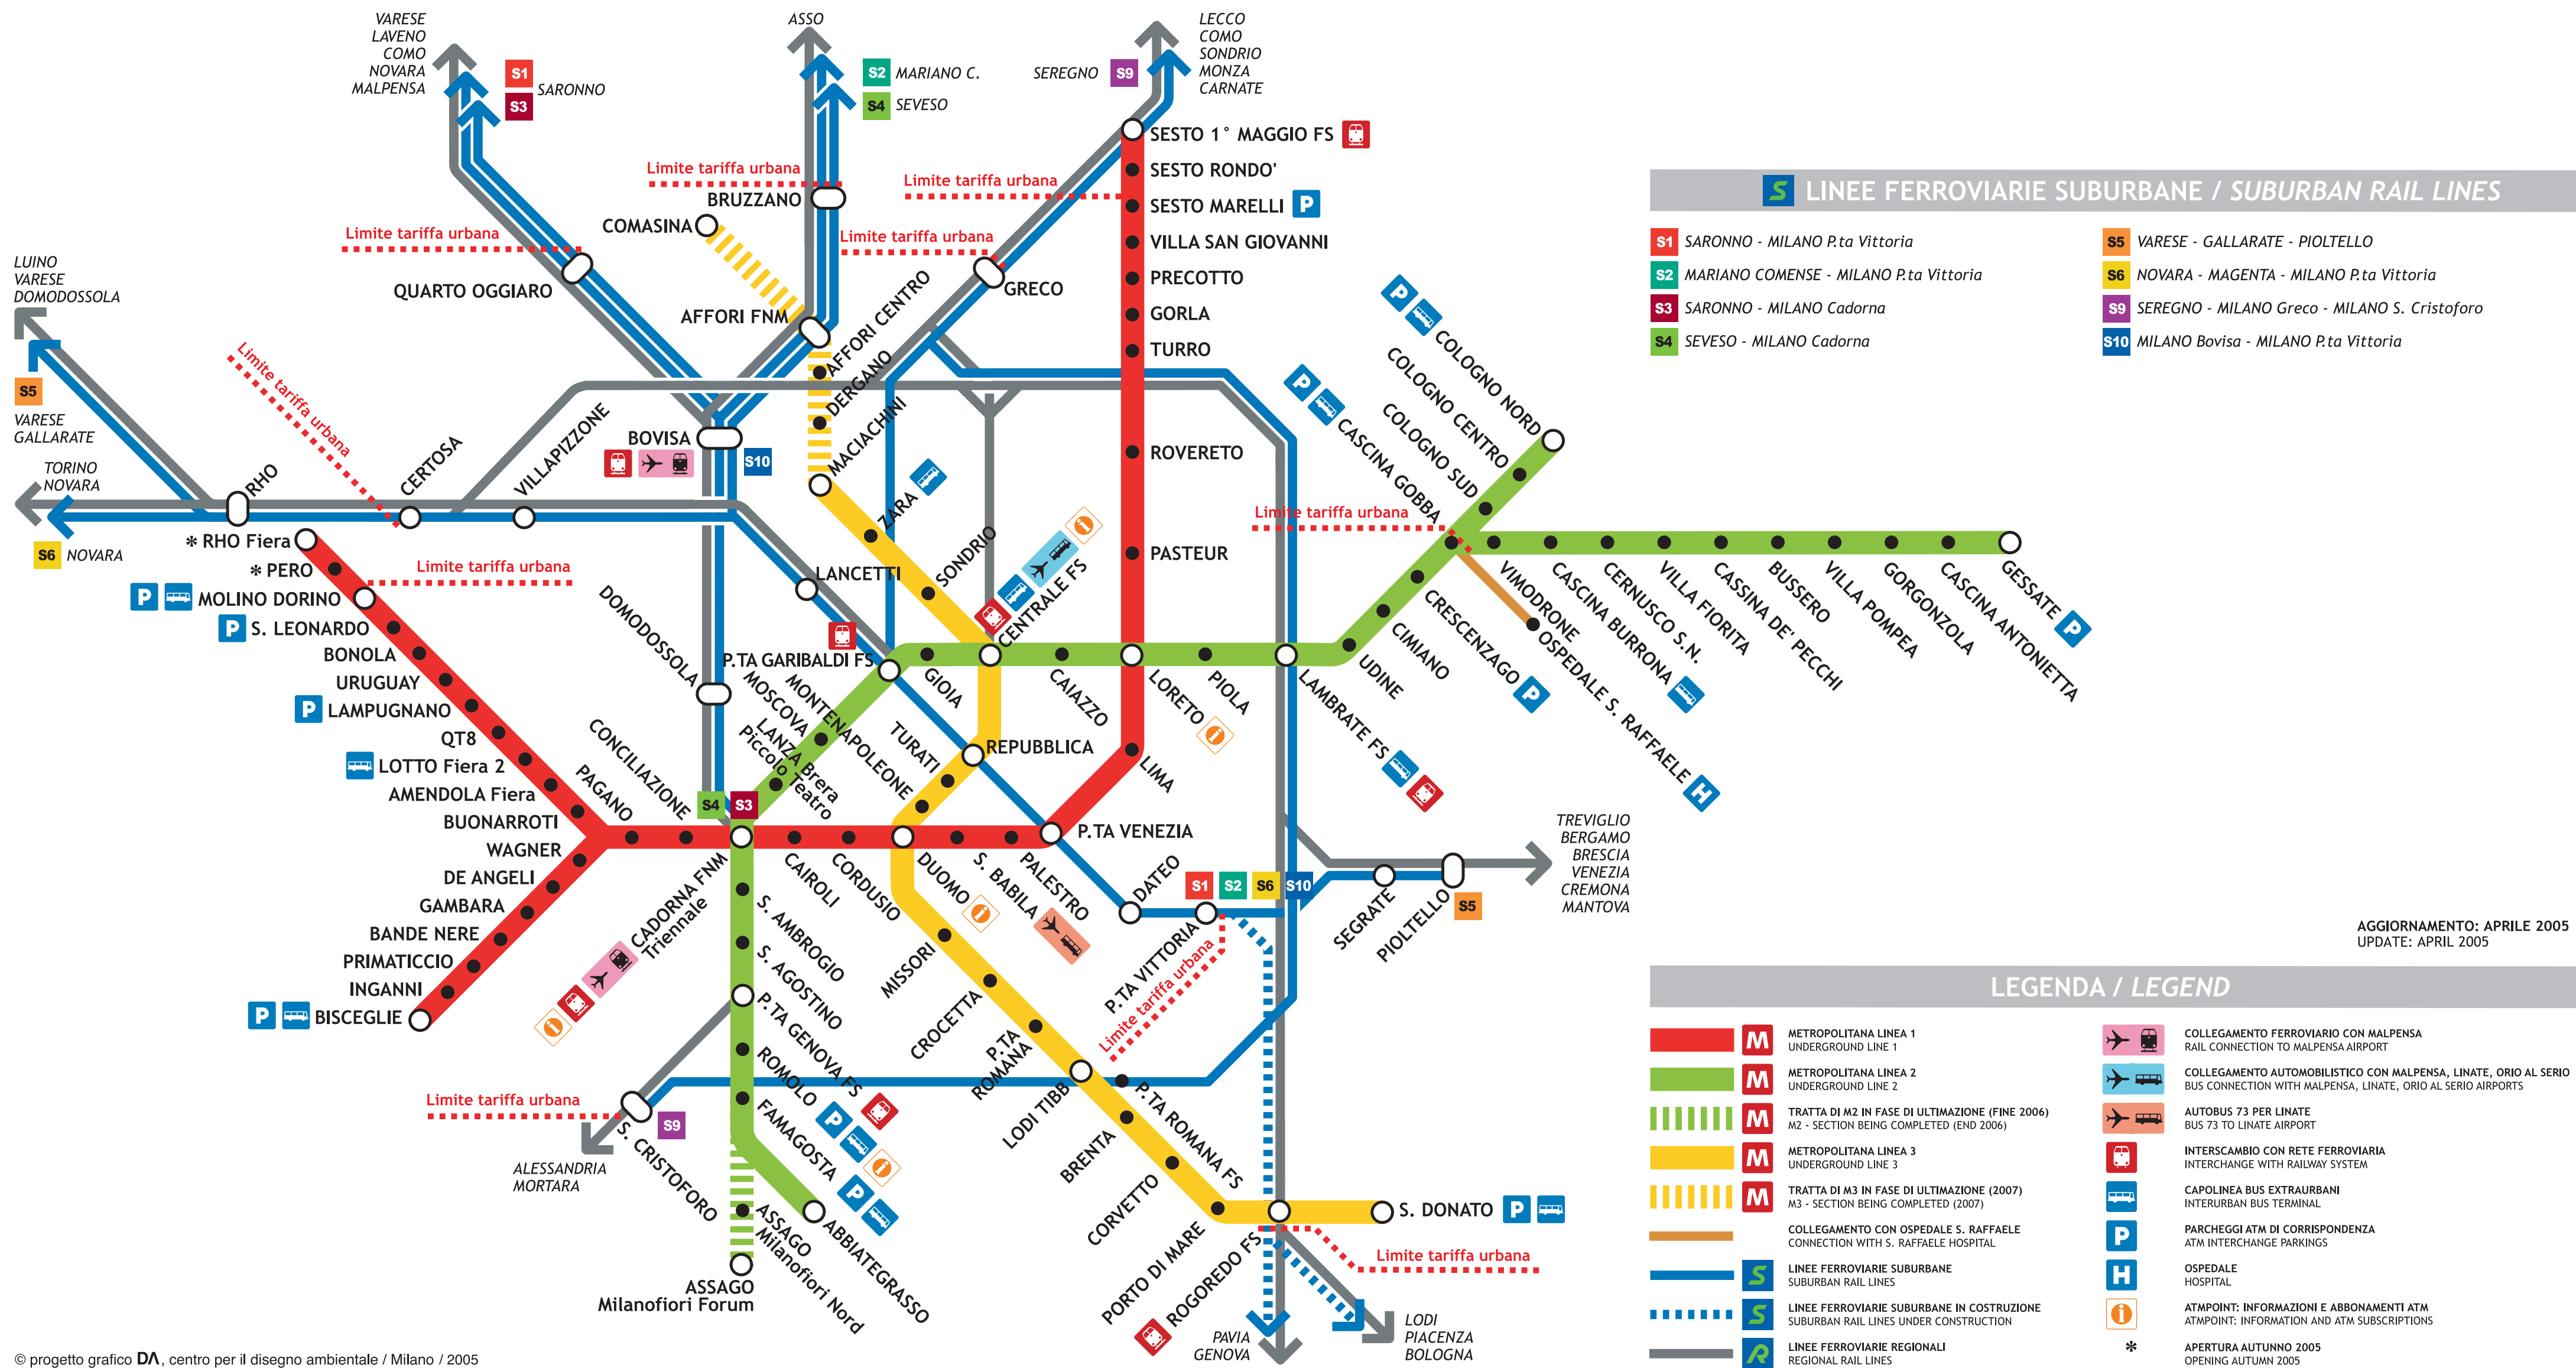 VARESE
LAVENO
COMO
NOVARA
MALPENSA
S1
S3
SARONNO
ASSO
S2 MARIANO C.
S4 SEVESO
SEREGNO S9
LECCO
COMO
SONDRIO
MONZA
CARNATE
SESTO 1° MAGGIO FS
SESTO RONDO'
SESTO MARELLI P
VILLA SAN GIOVANNI
PRECOTTO
GORLA
TURRO
ROVERETO
PASTEUR
LORETO
LIMA
P.TA VENEZIA
PALESTRO
S. BABILA
DUOMO
CORDUSIO
CAIROLI
CADORNA FNM
Triennale
CONCILIAZIONE
PAGANO
Limite tariffa urbana
BRUZZANO
Limite tariffa urbana
COMASINA
Limite tariffa urbana
Limite tariffa urbana
QUARTO OGGIARO
GRECO
AFFORI FNM
AFFORI CENTRO
DERGANO
MACIACHINI
ZARA
SONDRIO
CENTRALE FS
LUINO
VARESE
DOMODOSSOLA
S5
VARESE
GALLARATE
TORINO
NOVARA
S6 NOVARA
Limite tariffa urbana
RHO
CERTOSA
VILLAPIZZONE
BOVISA
S10
LANCETTI
DOMODOSSOLA
P.TA GARIBALDI FS
MOSCOVA
LANZA Brera
Piccolo Teatro
MONTENAPOLEONE
TURATI
REPUBBLICA
GIOIA
CAIAZZO
PIOLA
LAMBRATE FS
UDINE
CIMIANO
CRESCENZAGO P
P CASCINA GOBBA
COLOGNO SUD
COLOGNO CENTRO
P COLOGNO NORD
Limite tariffa urbana
VIMODRONE
CASCINA BURRONA
CERNUSCO S.N.
VILLA FIORITA
CASSINA DE' PECCHI
BUSSERO
VILLA POMPEA
GORGONZOLA
CASCINA ANTONIETTA
GESSATE P
OSPEDALE S. RAFFAELE H
* RHO Fiera
* PERO
Limite tariffa urbana
P MOLINO DORINO
P S. LEONARDO
BONOLA
URUGUAY
P LAMPUGNANO
QT8
LOTTO Fiera 2
AMENDOLA Fiera
BUONARROTI
WAGNER
DE ANGELI
GAMBARA
BANDE NERE
PRIMATICCIO
INGANNI
P BISCEGLIE
S4 S3
S. AMBROGIO
S. AGOSTINO
P.TA GENOVA FS
ROMOLO P
FAMAGOSTA P
ABBIATEGRASSO
ASSAGO
Milanofiori Nord
ASSAGO
Milanofiori Forum
Limite tariffa urbana
S. CRISTOFORO
S9
ALESSANDRIA
MORTARA
MISSORI
CROCETTA
P.TA
ROMANA
LODI TIBB
P.TA ROMANA FS
BRENTA
CORVETTO
PORTO DI MARE
ROGOREDO FS
S. DONATO P
Limite tariffa urbana
PAVIA
GENOVA
LODI
PIACENZA
BOLOGNA
DATEO
S1 S2 S6 S10
P.TA VITTORIA
Limite tariffa urbana
SEGRATE
PIOLTELLO
S5
TREVIGLIO
BERGAMO
BRESCIA
VENEZIA
CREMONA
MANTOVA
S LINEE FERROVIARIE SUBURBANE / SUBURBAN RAIL LINES
S1 SARONNO - MILANO P.ta Vittoria
S2 MARIANO COMENSE - MILANO P.ta Vittoria
S3 SARONNO - MILANO Cadorna
S4 SEVESO - MILANO Cadorna
S5 VARESE - GALLARATE - PIOLTELLO
S6 NOVARA - MAGENTA - MILANO P.ta Vittoria
S9 SEREGNO - MILANO Greco - MILANO S. Cristoforo
S10 MILANO Bovisa - MILANO P.ta Vittoria
AGGIORNAMENTO: APRILE 2005
UPDATE: APRIL 2005
LEGENDA / LEGEND
M METROPOLITANA LINEA 1
UNDERGROUND LINE 1
M METROPOLITANA LINEA 2
UNDERGROUND LINE 2
M TRATTA DI M2 IN FASE DI ULTIMAZIONE (FINE 2006)
M2 - SECTION BEING COMPLETED (END 2006)
M METROPOLITANA LINEA 3
UNDERGROUND LINE 3
M TRATTA DI M3 IN FASE DI ULTIMAZIONE (2007)
M3 - SECTION BEING COMPLETED (2007)
COLLEGAMENTO CON OSPEDALE S. RAFFAELE
CONNECTION WITH S. RAFFAELE HOSPITAL
S LINEE FERROVIARIE SUBURBANE
SUBURBAN RAIL LINES
S LINEE FERROVIARIE SUBURBANE IN COSTRUZIONE
SUBURBAN RAIL LINES UNDER CONSTRUCTION
R LINEE FERROVIARIE REGIONALI
REGIONAL RAIL LINES
COLLEGAMENTO FERROVIARIO CON MALPENSA
RAIL CONNECTION TO MALPENSA AIRPORT
COLLEGAMENTO AUTOMOBILISTICO CON MALPENSA, LINATE, ORIO AL SERIO
BUS CONNECTION WITH MALPENSA, LINATE, ORIO AL SERIO AIRPORTS
AUTOBUS 73 PER LINATE
BUS 73 TO LINATE AIRPORT
INTERSCAMBIO CON RETE FERROVIARIA
INTERCHANGE WITH RAILWAY SYSTEM
CAPOLINEA BUS EXTRAURBANI
INTERURBAN BUS TERMINAL
P PARCHEGGI ATM DI CORRISPONDENZA
ATM INTERCHANGE PARKINGS
H OSPEDALE
HOSPITAL
i ATMPOINT: INFORMAZIONI E ABBONAMENTI ATM
ATMPOINT: INFORMATION AND ATM SUBSCRIPTIONS
* APERTURA AUTUNNO 2005
OPENING AUTUMN 2005
© progetto grafico DA, centro per il disegno ambientale / Milano / 2005